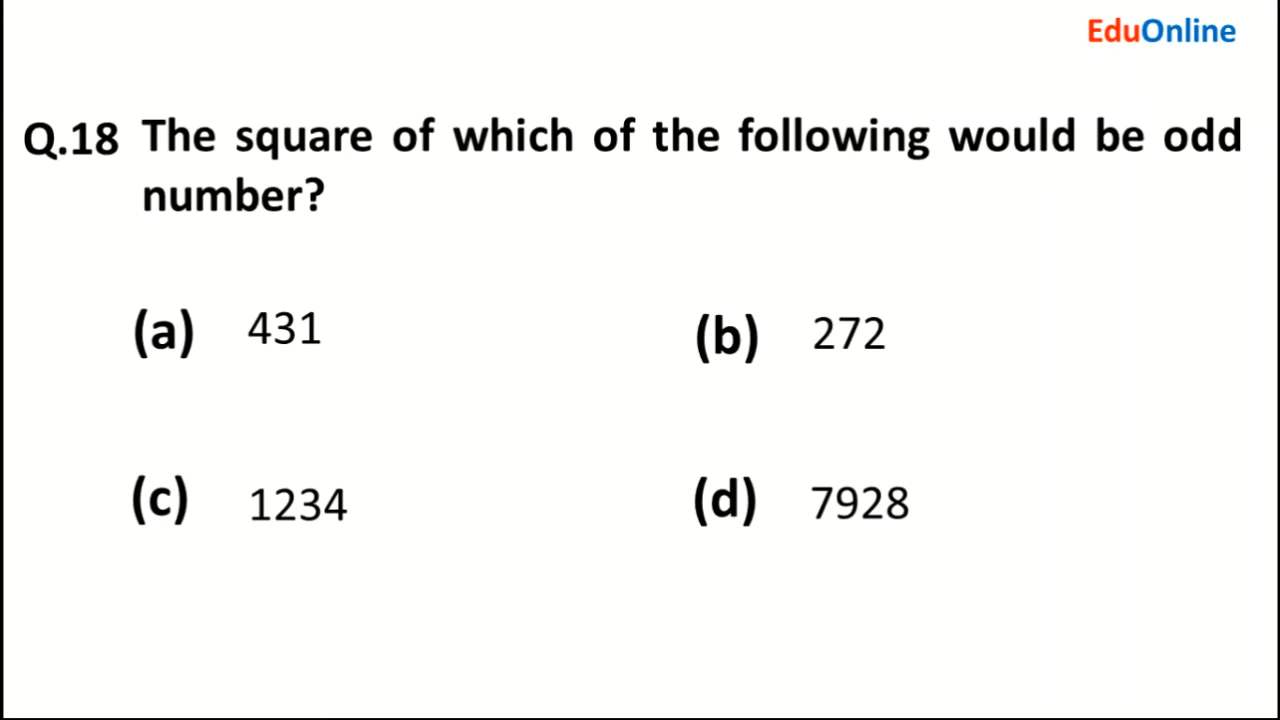 EduOnline
Q.18 The square of which of the following would be odd
number?
(a) 431 (b) 272
(c) 1234 (d) 7928